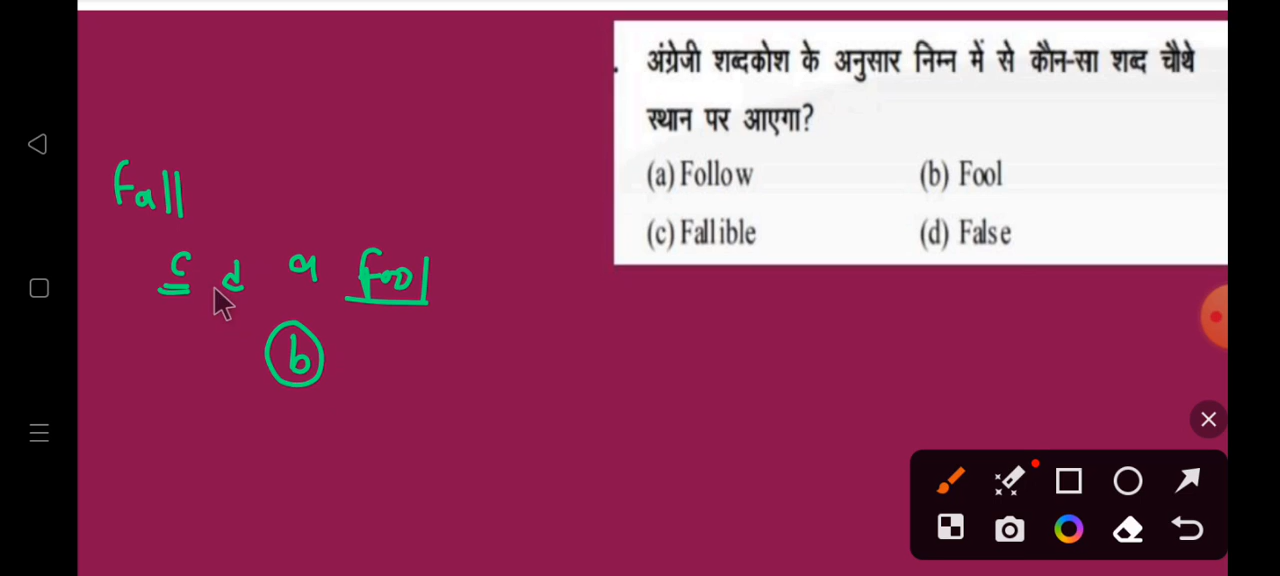 . अंग्रेजी शब्दकोश के अनुसार निम्न में से कौन-सा शब्द चौथे
स्थान पर आएगा?
(a) Follow (b) Fool
(c) Fallible (d) False
Fall
c d a Fool
b